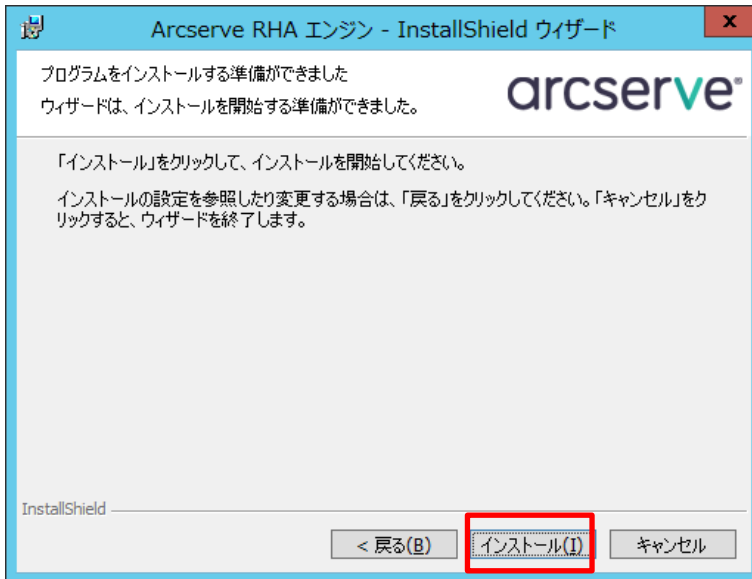 Arcserve RHA エンジン - InstallShield ウィザード
x
プログラムをインストールする準備ができました
ウィザードは、インストールを開始する準備ができました。
arcserve®
「インストール」をクリックして、インストールを開始してください。
インストールの設定を参照したり変更する場合は、「戻る」をクリックしてください。「キャンセル」をク
リックすると、ウィザードを終了します。
InstallShield
< 戻る(B)
インストール(I)
キャンセル